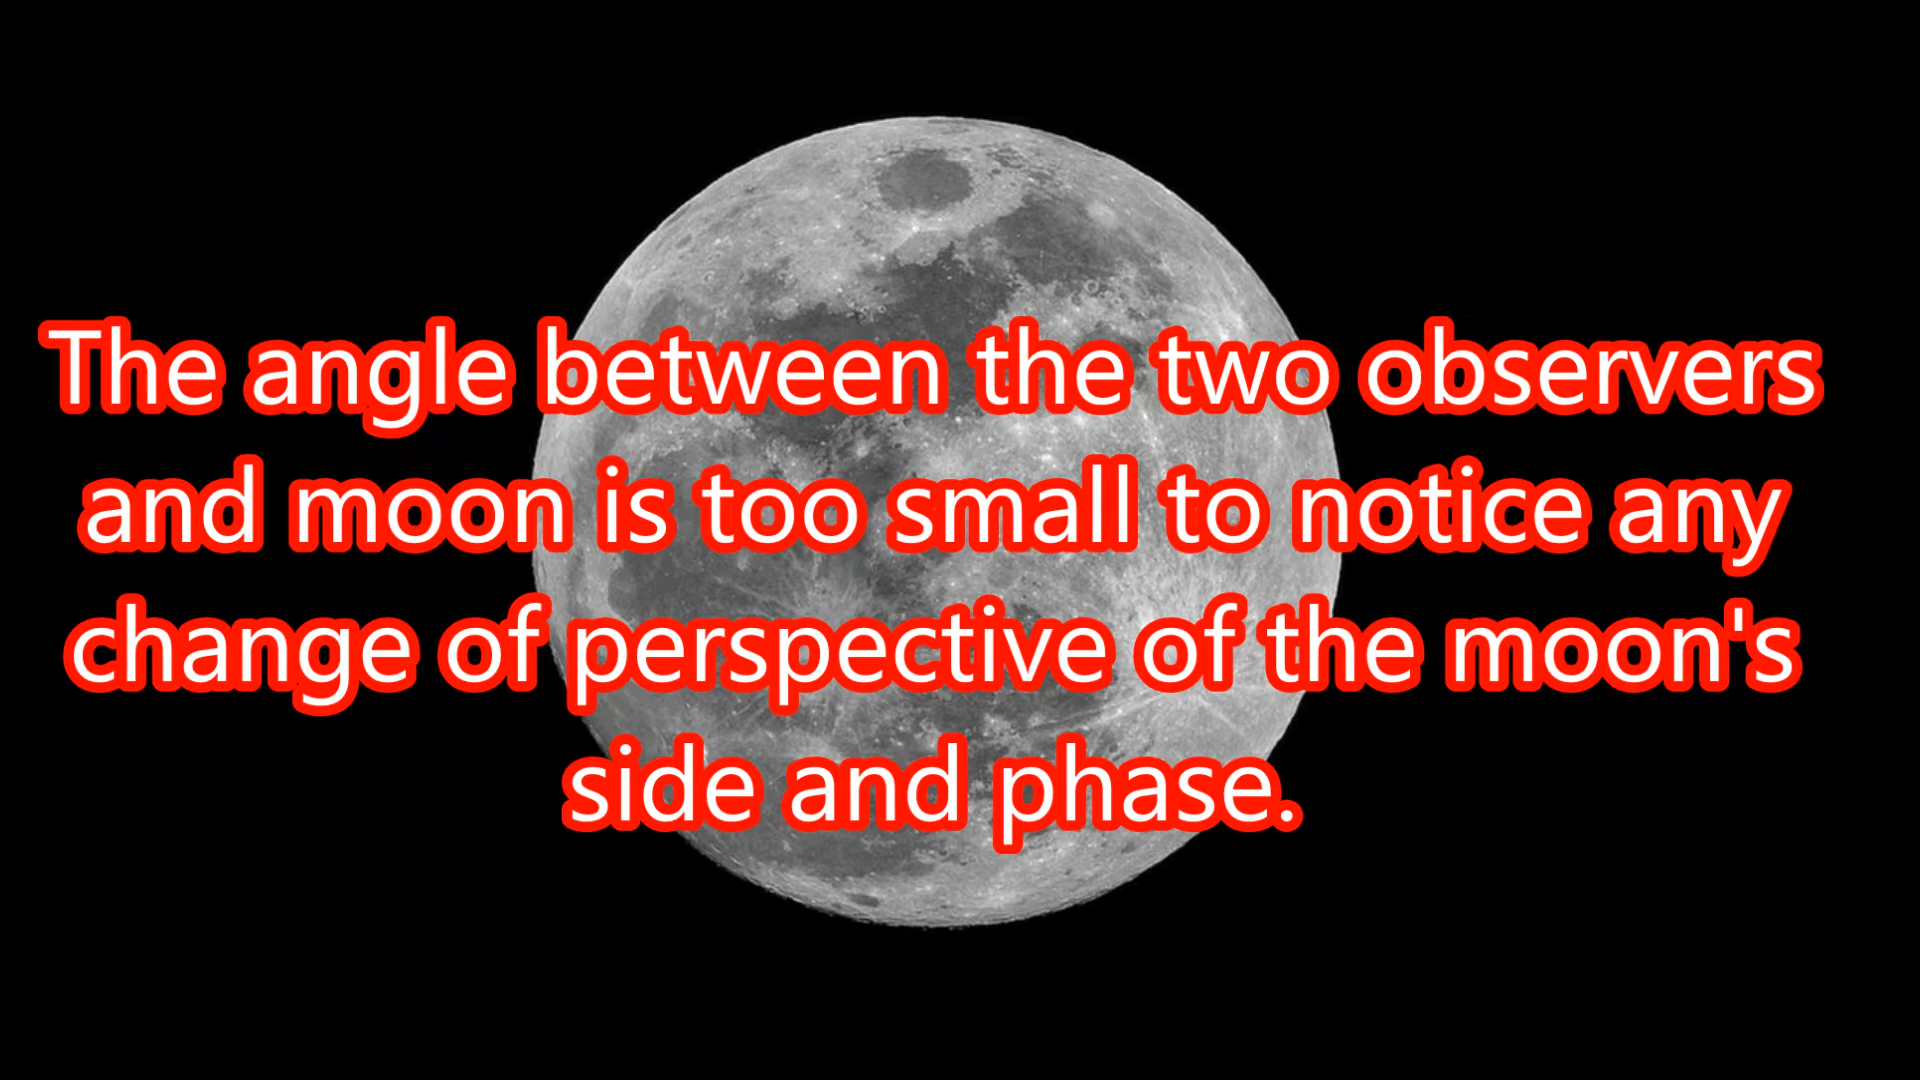 The angle between the two observers
and moon is too small to notice any
change of perspective of the moon's
side and phase.